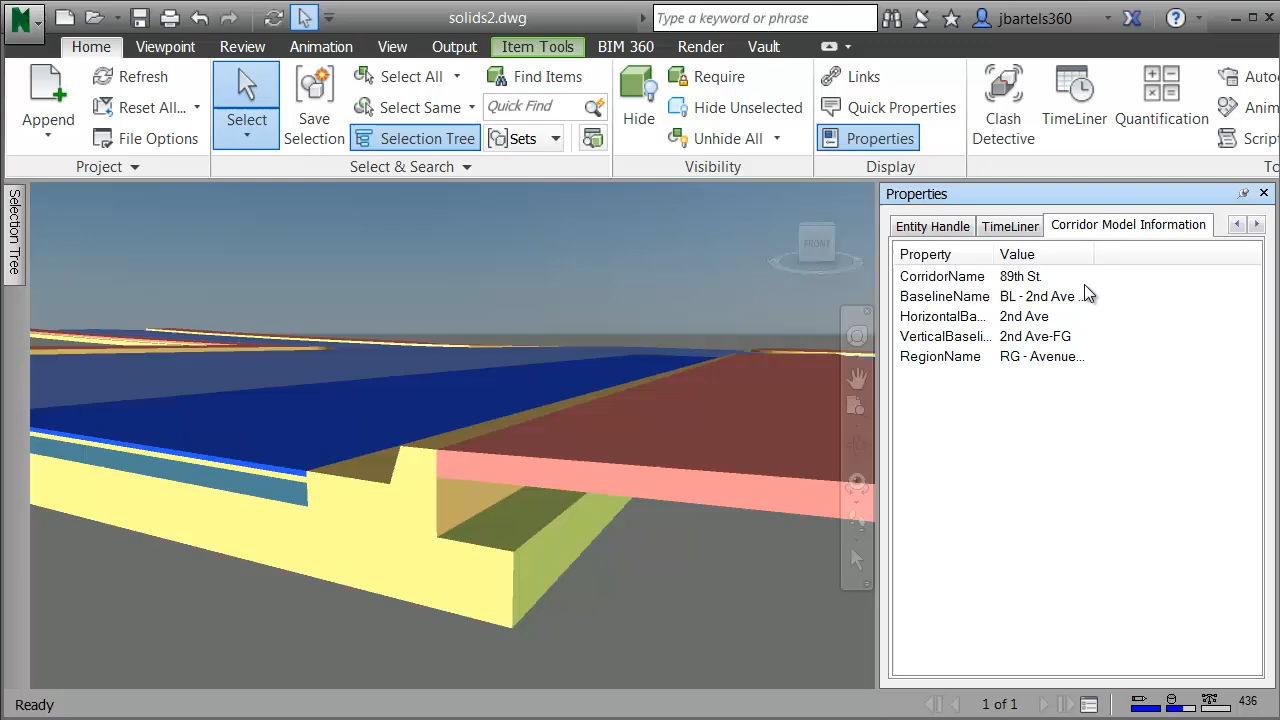 N solids2.dwg Type a keyword or phrase jbartels360
Home Viewpoint Review Animation View Output Item Tools BIM 360 Render Vault
Append
Refresh
Reset All...
File Options
Project
Select
Save Selection
Select All
Select Same
Selection Tree
Find Items
Quick Find
Sets
Select & Search
Hide
Require
Hide Unselected
Unhide All
Visibility
Links
Quick Properties
Properties
Display
Clash Detective
TimeLiner
Quantification
Auto
Anim
Scrip
To
Selection Tree
FRONT
Properties
Entity Handle TimeLiner Corridor Model Information
Property Value
CorridorName 89th St.
BaselineName BL - 2nd Ave ...
HorizontalBa... 2nd Ave
VerticalBaseli... 2nd Ave-FG
RegionName RG - Avenue...
Ready 1 of 1 436